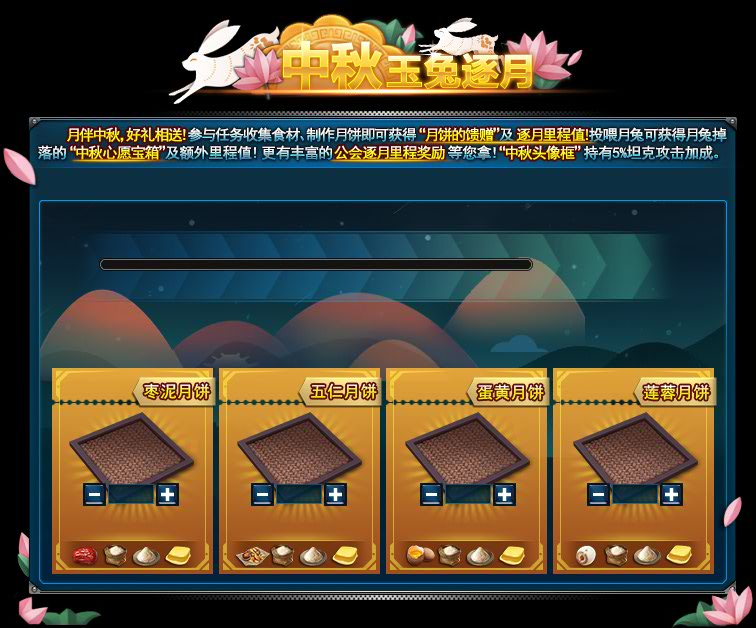 中秋玉兔逐月
月伴中秋,好礼相送!参与任务收集食材、制作月饼即可获得“月饼的馈赠”及 逐月里程值!投喂月兔可获得月兔掉
落的“中秋心愿宝箱”及额外里程值！更有丰富的公会逐月里程奖励 等您拿！“中秋头像框” 持有5%坦克攻击加成。
枣泥月饼
五仁月饼
蛋黄月饼
莲蓉月饼